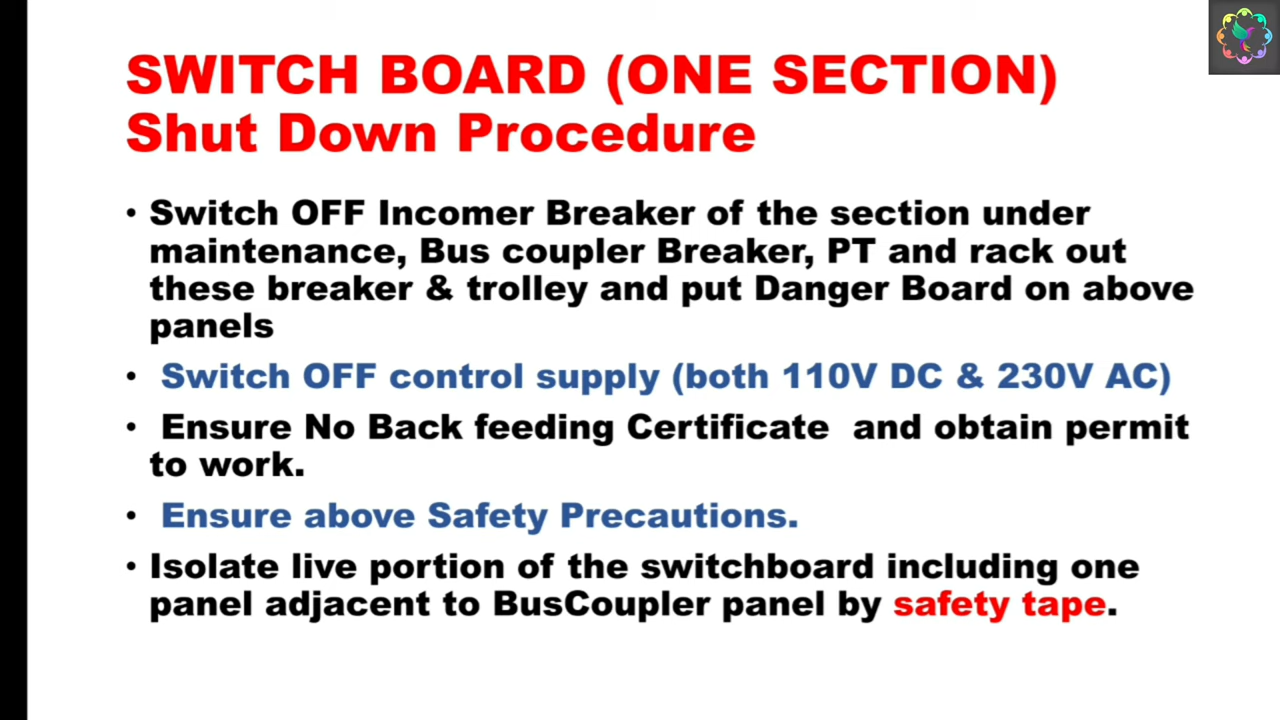 SWITCH BOARD (ONE SECTION)
Shut Down Procedure
• Switch OFF Incomer Breaker of the section under
maintenance, Bus coupler Breaker, PT and rack out
these breaker & trolley and put Danger Board on above
panels
• Switch OFF control supply (both 110V DC & 230V AC)
• Ensure No Back feeding Certificate and obtain permit
to work.
• Ensure above Safety Precautions.
• Isolate live portion of the switchboard including one
panel adjacent to BusCoupler panel by safety tape.